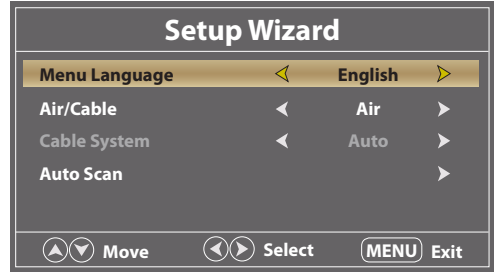 Setup Wizard
Menu Language English
Air/Cable Air
Cable System Auto
Auto Scan
Move Select MENU Exit